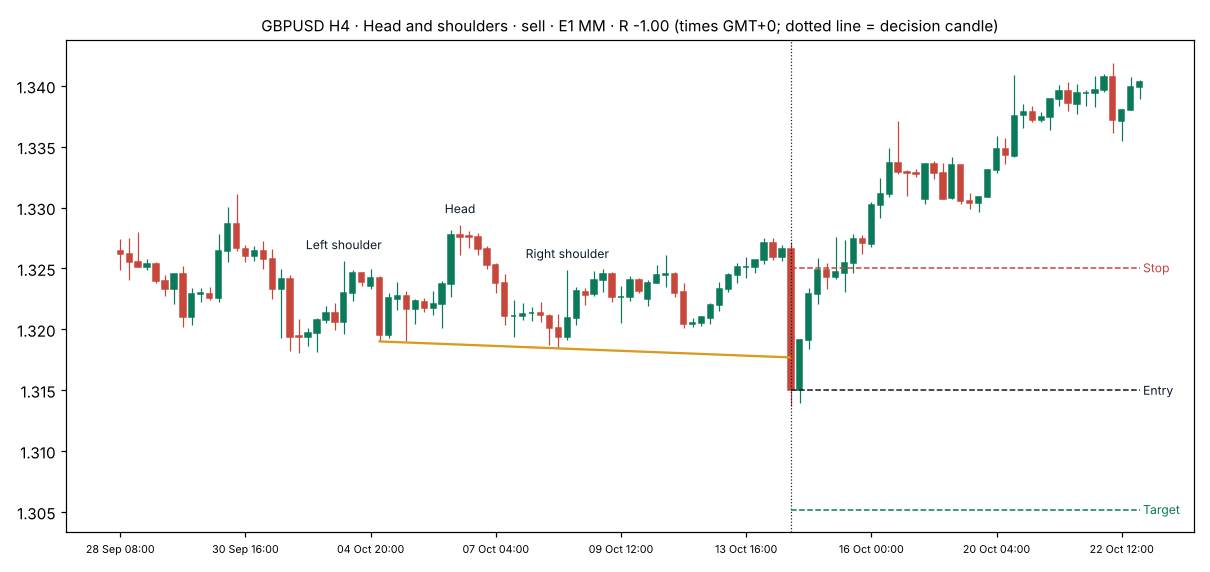 GBPUSD H4 · Head and shoulders · sell · E1 MM · R -1.00 (times GMT+0; dotted line = decision candle)
1.340
1.335
1.330
1.325
1.320
1.315
1.310
1.305
Head
Left shoulder
Right shoulder
Stop
Entry
Target
28 Sep 08:00
30 Sep 16:00
04 Oct 20:00
07 Oct 04:00
09 Oct 12:00
13 Oct 16:00
16 Oct 00:00
20 Oct 04:00
22 Oct 12:00